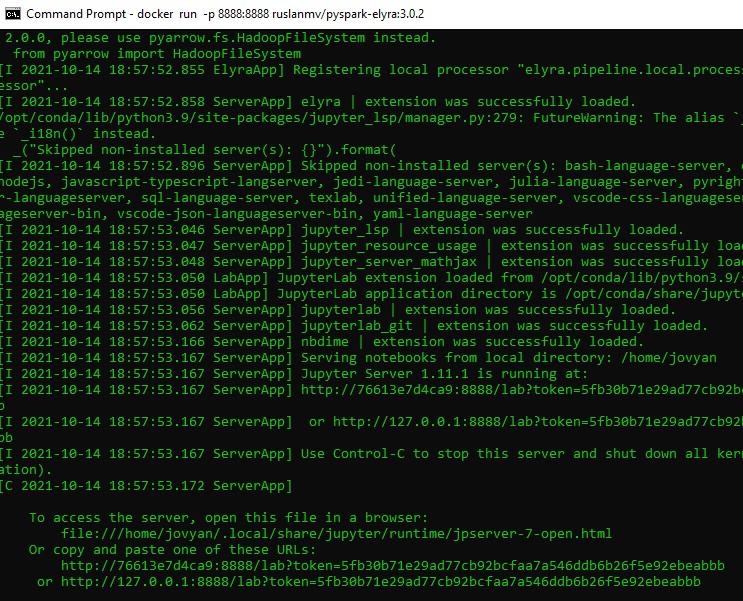 Command Prompt - docker run -p 8888:8888 ruslanmv/pyspark-elyra:3.0.2
2.0.0, please use pyarrow.fs.HadoopFileSystem instead.
from pyarrow import HadoopFileSystem
[I 2021-10-14 18:57:52.855 ElyraApp] Registering local processor "elyra.pipeline.local.process
essor"...
[I 2021-10-14 18:57:52.858 ServerApp] elyra | extension was successfully loaded.
/opt/conda/lib/python3.9/site-packages/jupyter_lsp/manager.py:279: FutureWarning: The alias `_
e `_i18n()` instead.
_("Skipped non-installed server(s): {}").format(
[I 2021-10-14 18:57:52.896 ServerApp] Skipped non-installed server(s): bash-language-server,
nodejs, javascript-typescript-langserver, jedi-language-server, julia-language-server, pyright
r-languageserver, sql-language-server, texlab, unified-language-server, vscode-css-languagese
ageserver-bin, vscode-json-languageserver-bin, yaml-language-server
[I 2021-10-14 18:57:53.046 ServerApp] jupyter_lsp | extension was successfully loaded.
[I 2021-10-14 18:57:53.047 ServerApp] jupyter_resource_usage | extension was successfully loa
[I 2021-10-14 18:57:53.048 ServerApp] jupyter_server_mathjax | extension was successfully loa
[I 2021-10-14 18:57:53.050 LabApp] JupyterLab extension loaded from /opt/conda/lib/python3.9/s
[I 2021-10-14 18:57:53.050 LabApp] JupyterLab application directory is /opt/conda/share/jupyte
[I 2021-10-14 18:57:53.056 ServerApp] jupyterlab | extension was successfully loaded.
[I 2021-10-14 18:57:53.062 ServerApp] jupyterlab_git | extension was successfully loaded.
[I 2021-10-14 18:57:53.166 ServerApp] nbdime | extension was successfully loaded.
[I 2021-10-14 18:57:53.167 ServerApp] Serving notebooks from local directory: /home/jovyan
[I 2021-10-14 18:57:53.167 ServerApp] Jupyter Server 1.11.1 is running at:
[I 2021-10-14 18:57:53.167 ServerApp] http://76613e7d4ca9:8888/lab?token=5fb30b71e29ad77cb92bc
b
[I 2021-10-14 18:57:53.167 ServerApp] or http://127.0.0.1:8888/lab?token=5fb30b71e29ad77cb92b
bb
[I 2021-10-14 18:57:53.167 ServerApp] Use Control-C to stop this server and shut down all kern
ation).
[C 2021-10-14 18:57:53.172 ServerApp]
To access the server, open this file in a browser:
file:///home/jovyan/.local/share/jupyter/runtime/jpserver-7-open.html
Or copy and paste one of these URLs:
http://76613e7d4ca9:8888/lab?token=5fb30b71e29ad77cb92bcfaa7a546ddb6b26f5e92ebeabbb
or http://127.0.0.1:8888/lab?token=5fb30b71e29ad77cb92bcfaa7a546ddb6b26f5e92ebeabbb